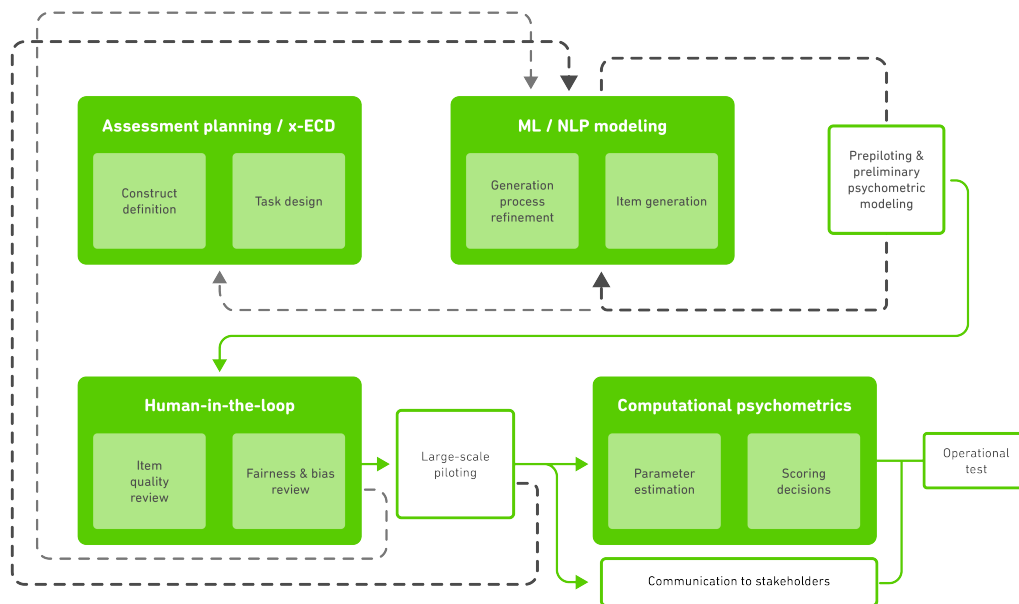 Assessment planning / x-ECD
Construct
definition
Task design
ML / NLP modeling
Generation
process
refinement
Item generation
Prepiloting &
preliminary
psychometric
modeling
Human-in-the-loop
Item
quality
review
Fairness & bias
review
Large-scale
piloting
Computational psychometrics
Parameter
estimation
Scoring
decisions
Operational
test
Communication to stakeholders